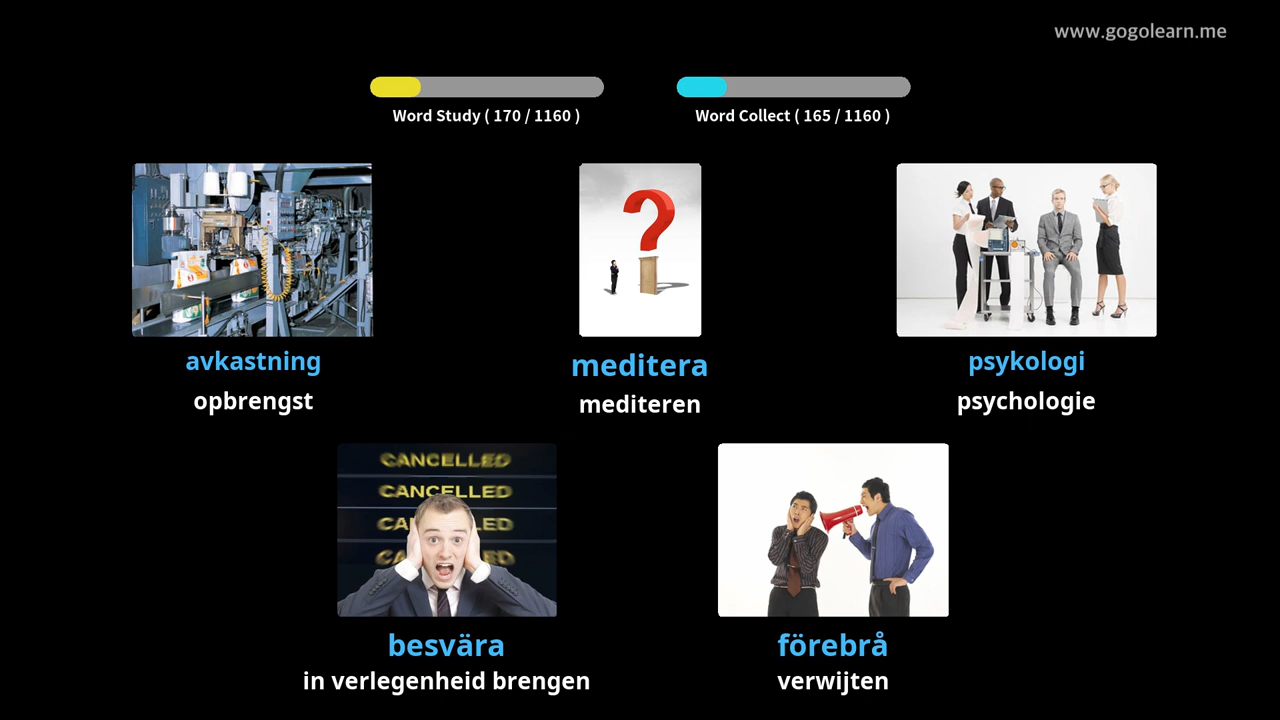 www.gogolearn.me
Word Study ( 170 / 1160 )
Word Collect ( 165 / 1160 )
avkastning
opbrengst
meditera
mediteren
psykologi
psychologie
CANCELLED
CANCELLED
besvära
in verlegenheid brengen
förebrå
verwijten